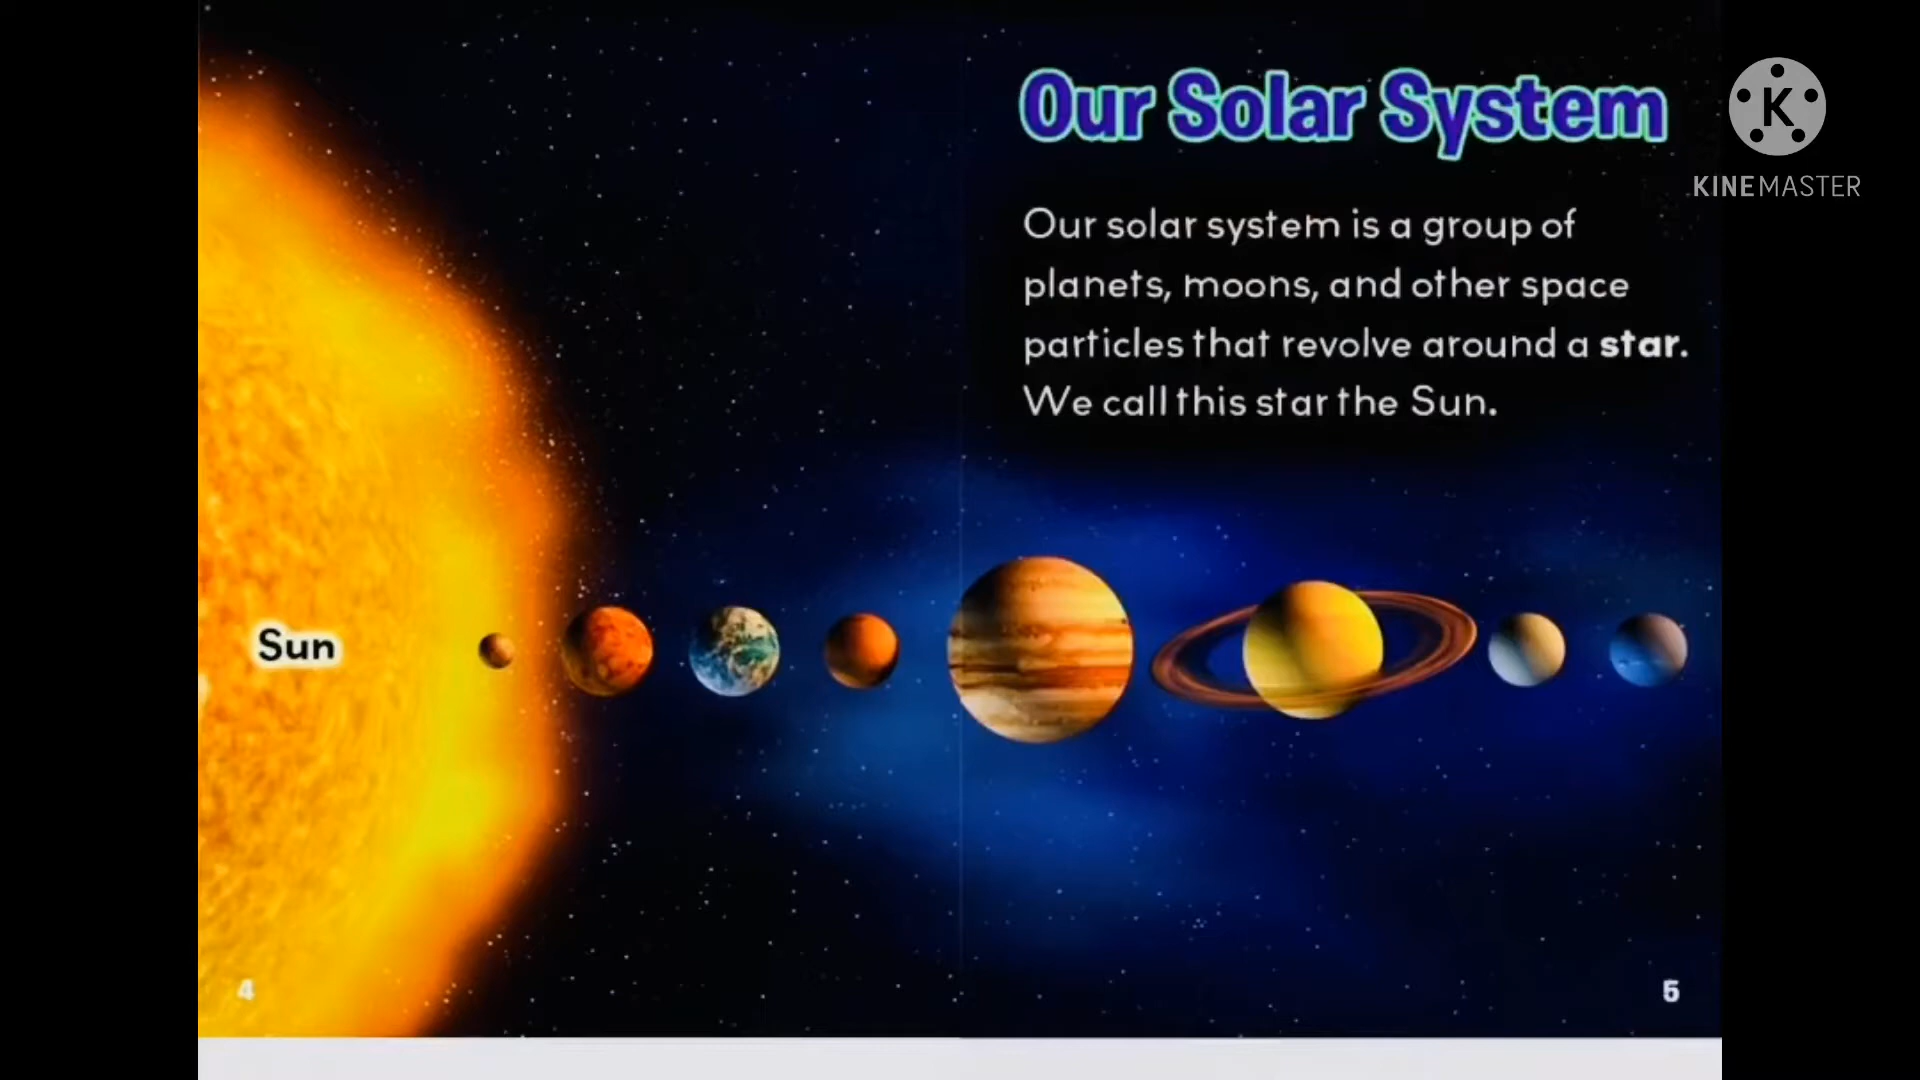 Our Solar System
K
KINEMASTER
Our solar system is a group of
planets, moons, and other space
particles that revolve around a star.
We call this star the Sun.
Sun
4
5